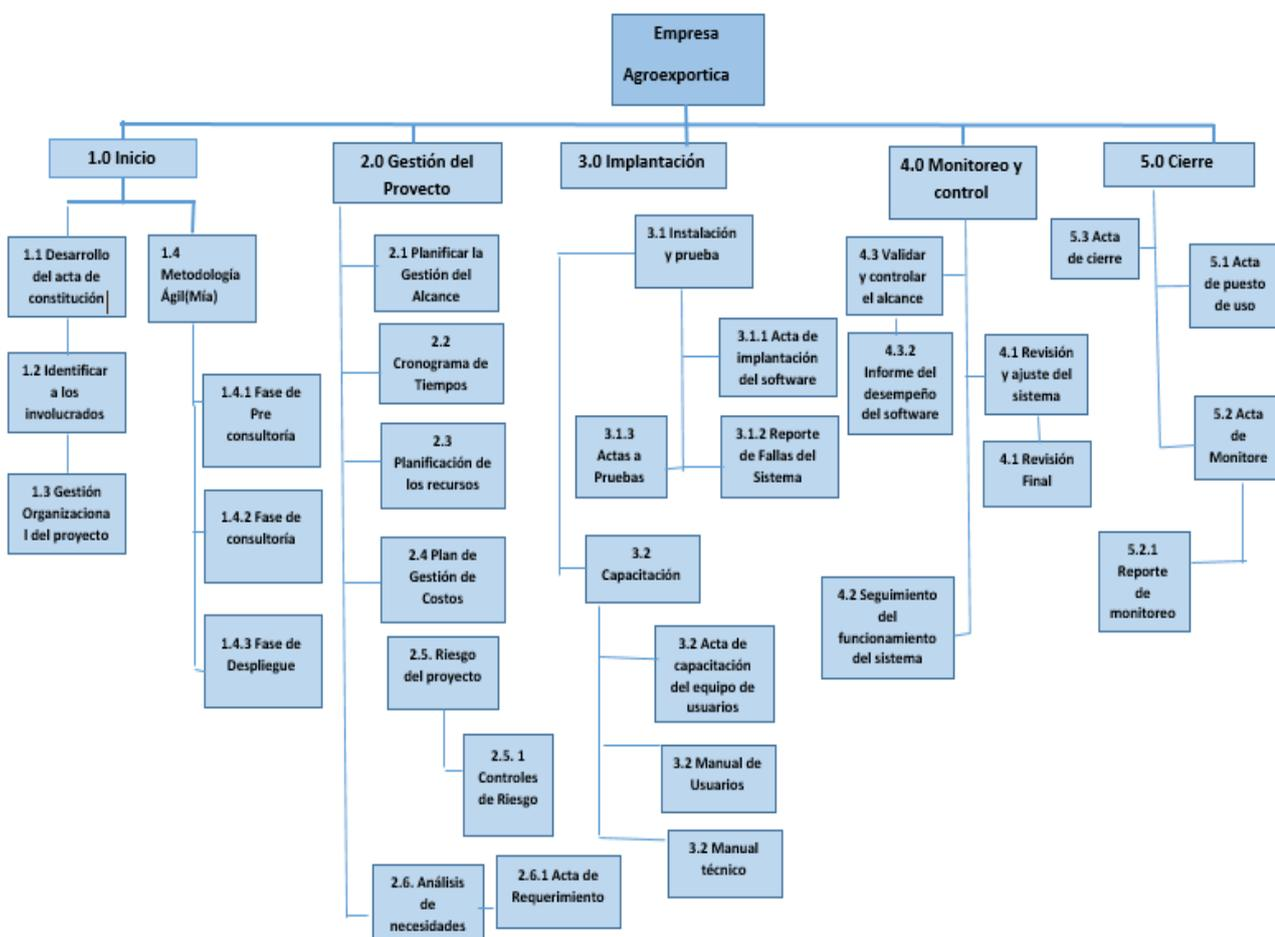 Empresa
Agroexportica
1.0 Inicio
1.1 Desarrollo
del acta de
constitución
1.2 Identificar
a los
involucrados
1.3 Gestión
Organizaciona
l del proyecto
1.4
Metodología
Ágil(Mía)
1.4.1 Fase de
Pre
consultoría
1.4.2 Fase de
consultoría
1.4.3 Fase de
Despliegue
2.0 Gestión del
Proyecto
2.1 Planificar la
Gestión del
Alcance
2.2
Cronograma de
Tiempos
2.3
Planificación de
los recursos
2.4 Plan de
Gestión de
Costos
2.5. Riesgo
del proyecto
2.5. 1
Controles
de Riesgo
2.6. Análisis
de
necesidades
2.6.1 Acta de
Requerimiento
3.0 Implantación
3.1 Instalación
y prueba
3.1.1 Acta de
implantación
del software
3.1.3
Actas a
Pruebas
3.1.2 Reporte
de Fallas del
Sistema
3.2
Capacitación
3.2 Acta de
capacitación
del equipo de
usuarios
3.2 Manual de
Usuarios
3.2 Manual
técnico
4.0 Monitoreo y
control
4.3 Validar
y controlar
el alcance
4.3.2
Informe del
desempeño
del software
4.1 Revisión
y ajuste del
sistema
4.1 Revisión
Final
4.2 Seguimiento
del
funcionamiento
del sistema
5.0 Cierre
5.3 Acta
de cierre
5.1 Acta
de puesto
de uso
5.2 Acta
de
Monitore
5.2.1
Reporte
de
monitoreo